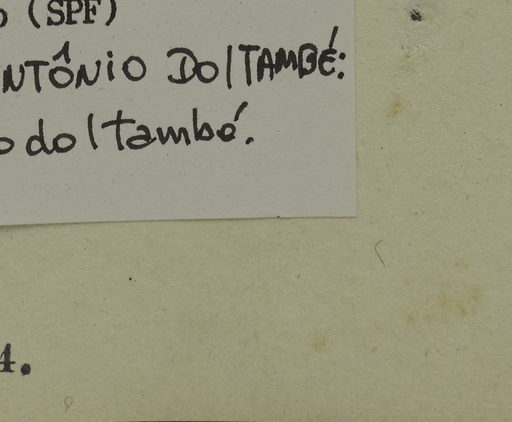 o (SPF)
NTÔNIO DO ITAMBÉ:
o do Itambé.
4.